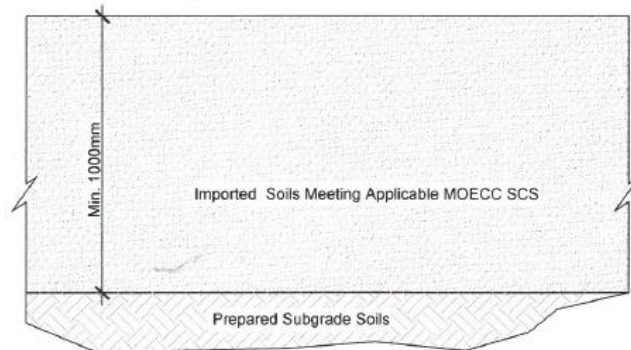 Min. 1000mm
Imported Soils Meeting Applicable MOECC SCS
Prepared Subgrade Soils